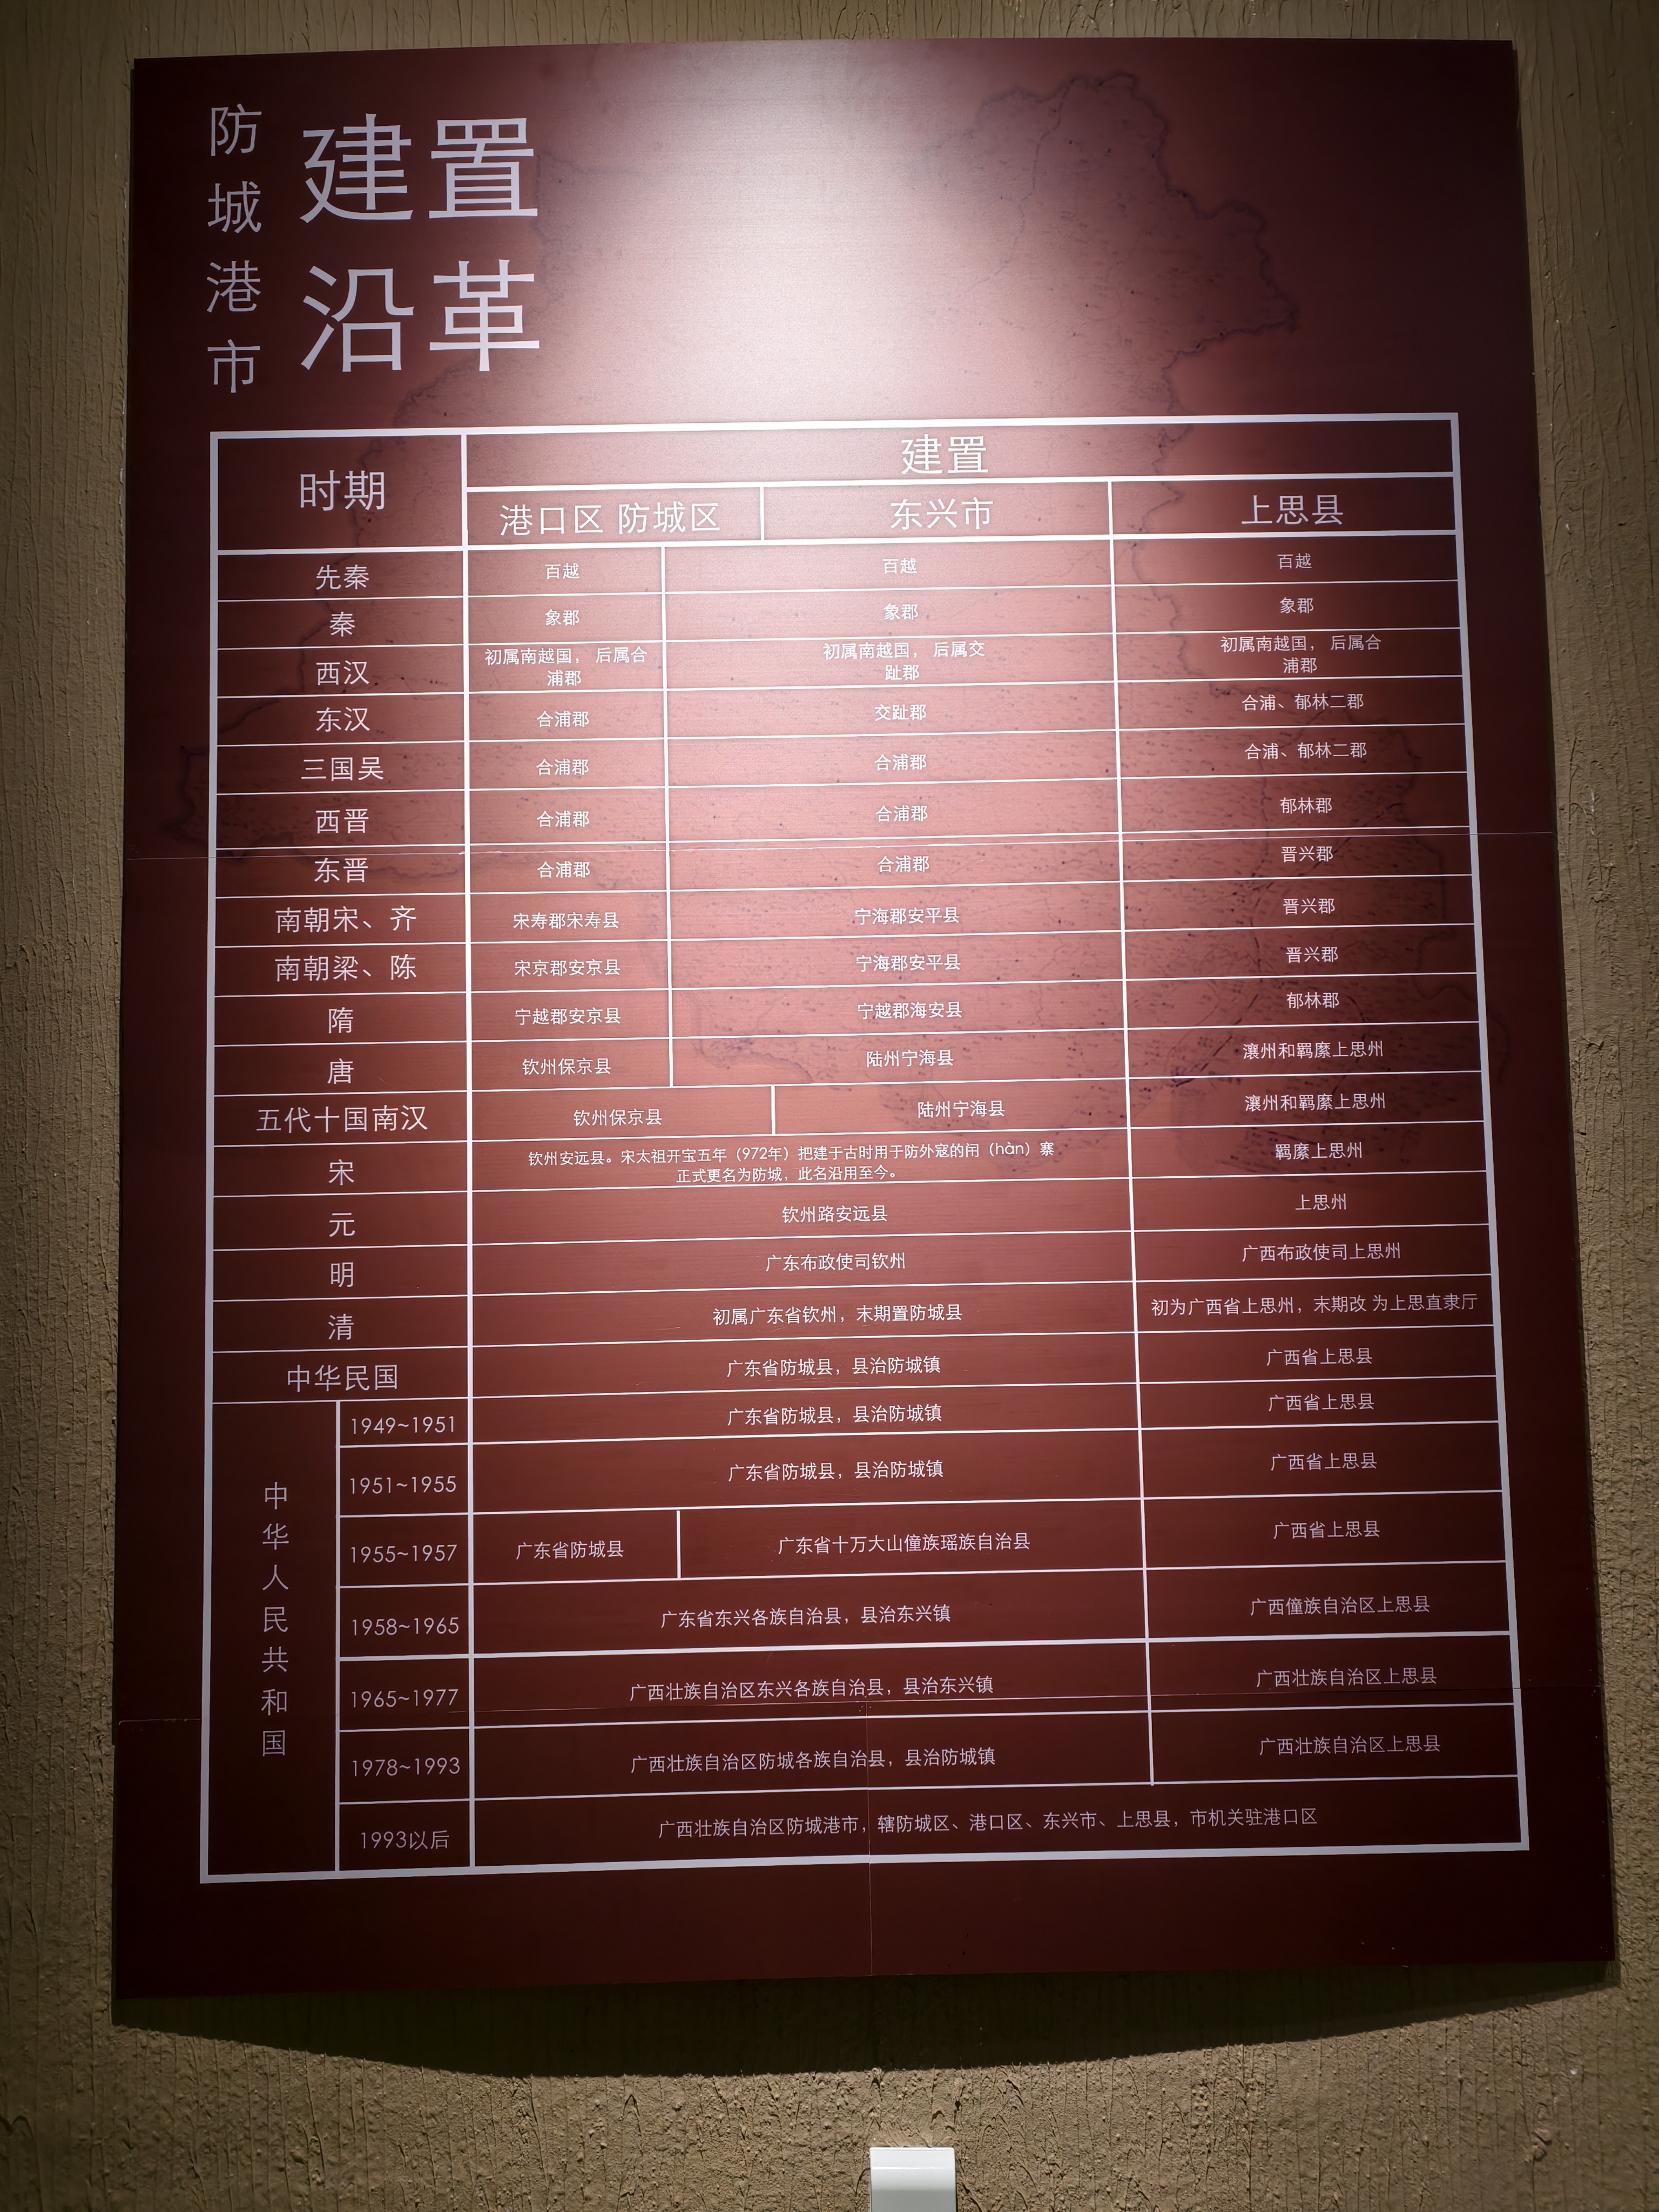 防城港市
建置
沿革
时期
建置
港口区 防城区
东兴市
上思县
先秦
百越
百越
百越
秦
象郡
象郡
象郡
西汉
初属南越国， 后属合
浦郡
初属南越国， 后属交
趾郡
初属南越国， 后属合
浦郡
东汉
合浦郡
交趾郡
合浦、郁林二郡
三国吴
合浦郡
合浦郡
合浦、郁林二郡
西晋
合浦郡
合浦郡
郁林郡
东晋
合浦郡
合浦郡
晋兴郡
南朝宋、齐
宋寿郡宋寿县
宁海郡安平县
晋兴郡
南朝梁、陈
宋京郡安京县
宁海郡安平县
晋兴郡
隋
宁越郡安京县
宁越郡海安县
郁林郡
唐
钦州保京县
陆州宁海县
瀼州和羁縻上思州
五代十国南汉
钦州保京县
陆州宁海县
瀼州和羁縻上思州
宋
钦州安远县。宋太祖开宝五年（972年）把建于古时用于防外寇的闬（hàn）寨
正式更名为防城，此名沿用至今。
羁縻上思州
元
钦州路安远县
上思州
明
广东布政使司钦州
广西布政使司上思州
清
初属广东省钦州，末期置防城县
初为广西省上思州，末期改 为上思直隶厅
中华民国
广东省防城县，县治防城镇
广西省上思县
中华人民共和国
1949~1951
广东省防城县，县治防城镇
广西省上思县
1951~1955
广东省防城县，县治防城镇
广西省上思县
1955~1957
广东省防城县
广东省十万大山僮族瑶族自治县
广西省上思县
1958~1965
广东省东兴各族自治县，县治东兴镇
广西僮族自治区上思县
1965~1977
广西壮族自治区东兴各族自治县，县治东兴镇
广西壮族自治区上思县
1978~1993
广西壮族自治区防城各族自治县，县治防城镇
广西壮族自治区上思县
1993以后
广西壮族自治区防城港市，辖防城区、港口区、东兴市、上思县，市机关驻港口区